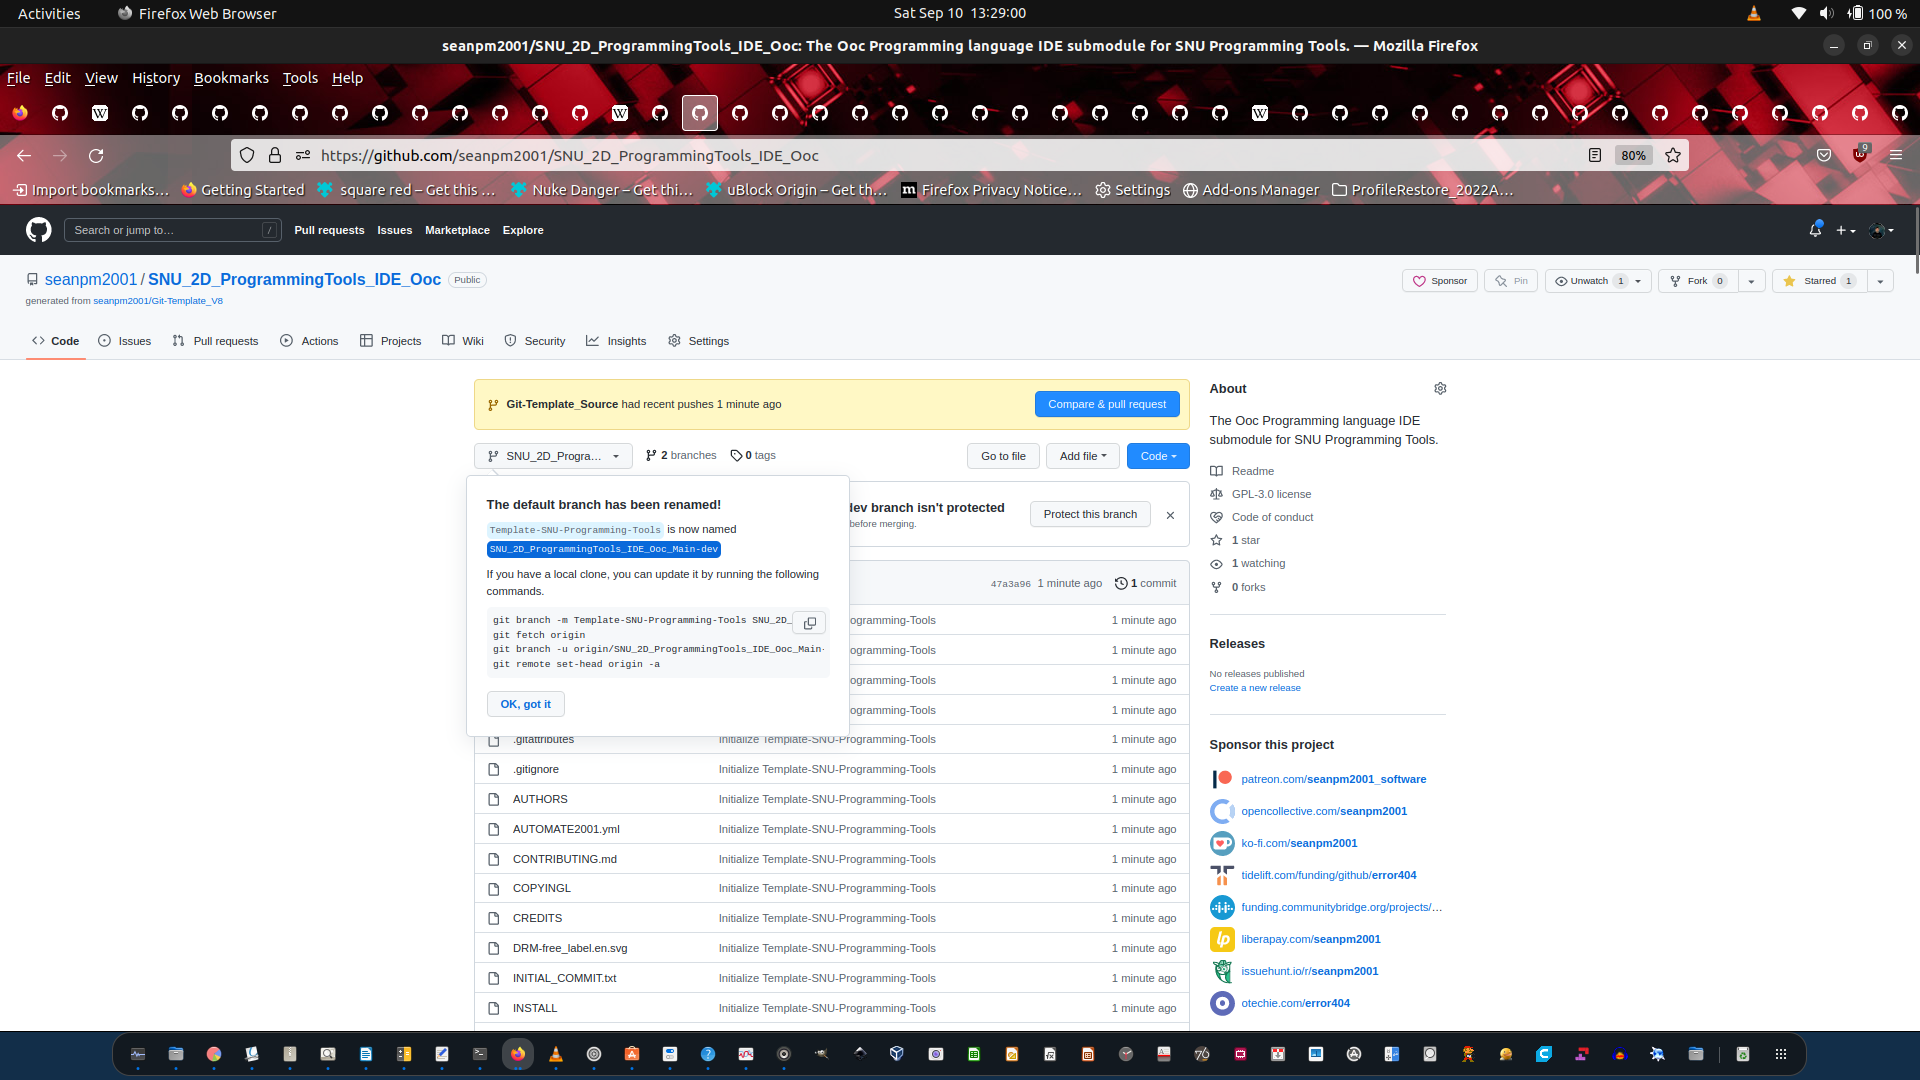 Activities
Firefox Web Browser
Sat Sep 10 13:29:00
100 %
seanpm2001/SNU_2D_ProgrammingTools_IDE_Ooc: The Ooc Programming language IDE submodule for SNU Programming Tools. — Mozilla Firefox
File Edit View History Bookmarks Tools Help
https://github.com/seanpm2001/SNU_2D_ProgrammingTools_IDE_Ooc
80%
9
Import bookmarks…
Getting Started
square red – Get this …
Nuke Danger – Get thi…
uBlock Origin – Get th…
Firefox Privacy Notice…
Settings
Add-ons Manager
ProfileRestore_2022A…
Search or jump to…
/
Pull requests
Issues
Marketplace
Explore
seanpm2001 / SNU_2D_ProgrammingTools_IDE_Ooc
Public
generated from seanpm2001/Git-Template_V8
Sponsor
Pin
Unwatch 1
Fork 0
Starred 1
Code
Issues
Pull requests
Actions
Projects
Wiki
Security
Insights
Settings
Git-Template_Source had recent pushes 1 minute ago
Compare & pull request
SNU_2D_Progra…
2 branches
0 tags
Go to file
Add file
Code
The default branch has been renamed!
Template-SNU-Programming-Tools is now named
SNU_2D_ProgrammingTools_IDE_Ooc_Main-dev
If you have a local clone, you can update it by running the following
commands.
git branch -m Template-SNU-Programming-Tools SNU_2D_
git fetch origin
git branch -u origin/SNU_2D_ProgrammingTools_IDE_Ooc_Main-
git remote set-head origin -a
OK, got it
dev branch isn't protected
before merging.
Protect this branch
47a3a96 1 minute ago
1 commit
ogramming-Tools 1 minute ago
ogramming-Tools 1 minute ago
ogramming-Tools 1 minute ago
ogramming-Tools 1 minute ago
.gitattributes Initialize Template-SNU-Programming-Tools 1 minute ago
.gitignore Initialize Template-SNU-Programming-Tools 1 minute ago
AUTHORS Initialize Template-SNU-Programming-Tools 1 minute ago
AUTOMATE2001.yml Initialize Template-SNU-Programming-Tools 1 minute ago
CONTRIBUTING.md Initialize Template-SNU-Programming-Tools 1 minute ago
COPYINGL Initialize Template-SNU-Programming-Tools 1 minute ago
CREDITS Initialize Template-SNU-Programming-Tools 1 minute ago
DRM-free_label.en.svg Initialize Template-SNU-Programming-Tools 1 minute ago
INITIAL_COMMIT.txt Initialize Template-SNU-Programming-Tools 1 minute ago
INSTALL Initialize Template-SNU-Programming-Tools 1 minute ago
About
The Ooc Programming language IDE
submodule for SNU Programming Tools.
Readme
GPL-3.0 license
Code of conduct
1 star
1 watching
0 forks
Releases
No releases published
Create a new release
Sponsor this project
patreon.com/seanpm2001_software
opencollective.com/seanpm2001
ko-fi.com/seanpm2001
tidelift.com/funding/github/error404
funding.communitybridge.org/projects/…
liberapay.com/seanpm2001
issuehunt.io/r/seanpm2001
otechie.com/error404